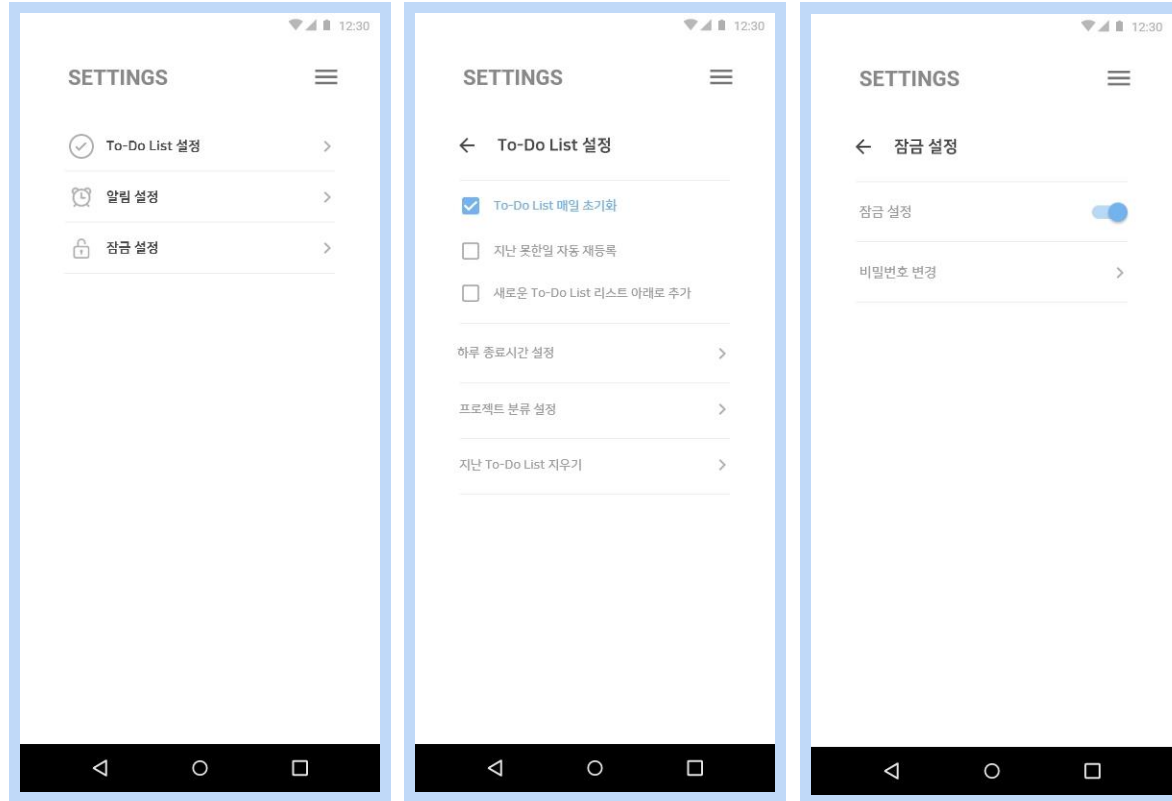 12:30
SETTINGS
To-Do List 설정
알림 설정
잠금 설정
12:30
SETTINGS
To-Do List 설정
To-Do List 매일 초기화
지난 못한일 자동 재등록
새로운 To-Do List 리스트 아래로 추가
하루 종료시간 설정
프로젝트 분류 설정
지난 To-Do List 지우기
12:30
SETTINGS
잠금 설정
잠금 설정
비밀번호 변경